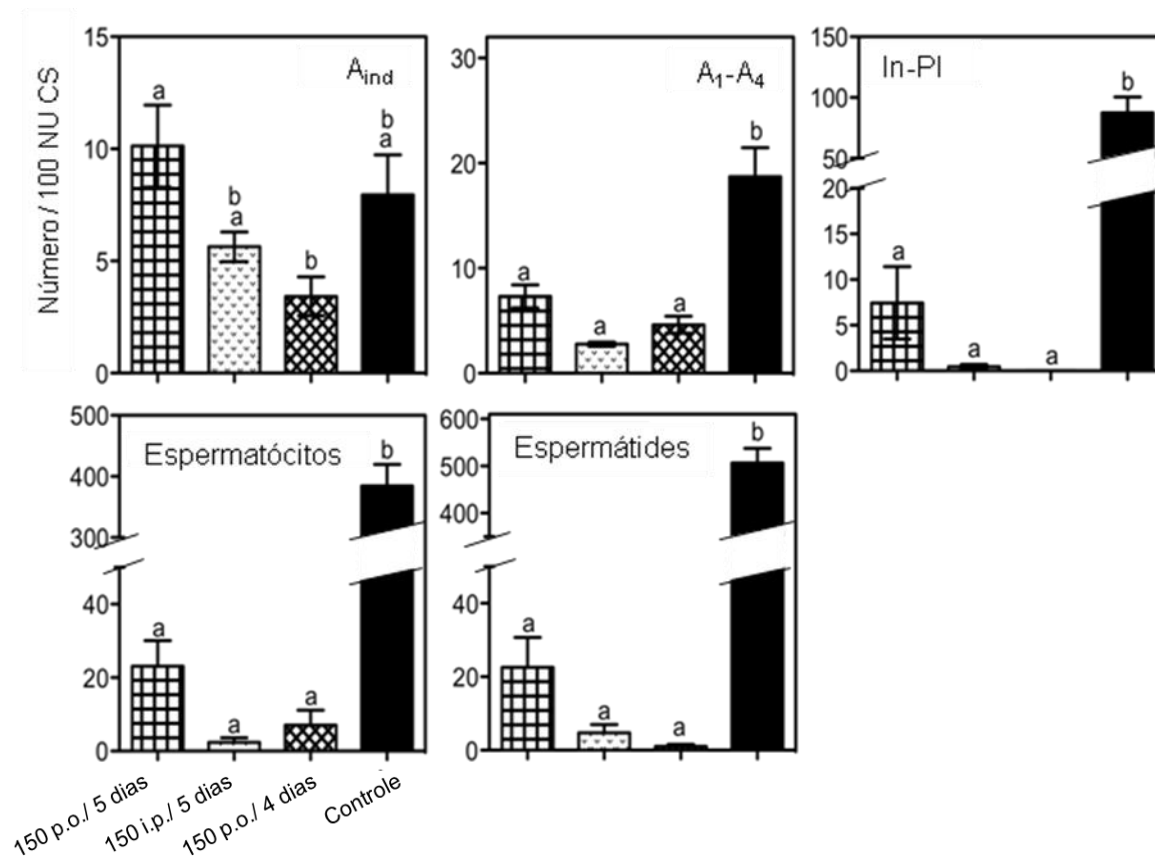 Número / 100 NU CS
15
10
5
0
A_ind
a
b
a
b
b
a
30
20
10
0
A₁-A₄
a
a
a
b
150
100
50
20
15
10
5
0
In-Pl
a
a
a
b
500
400
300
40
20
0
Espermatócitos
a
a
a
b
600
500
400
40
20
0
Espermátides
a
a
a
b
150 p.o./ 5 dias
150 i.p./ 5 dias
150 p.o./ 4 dias
Controle